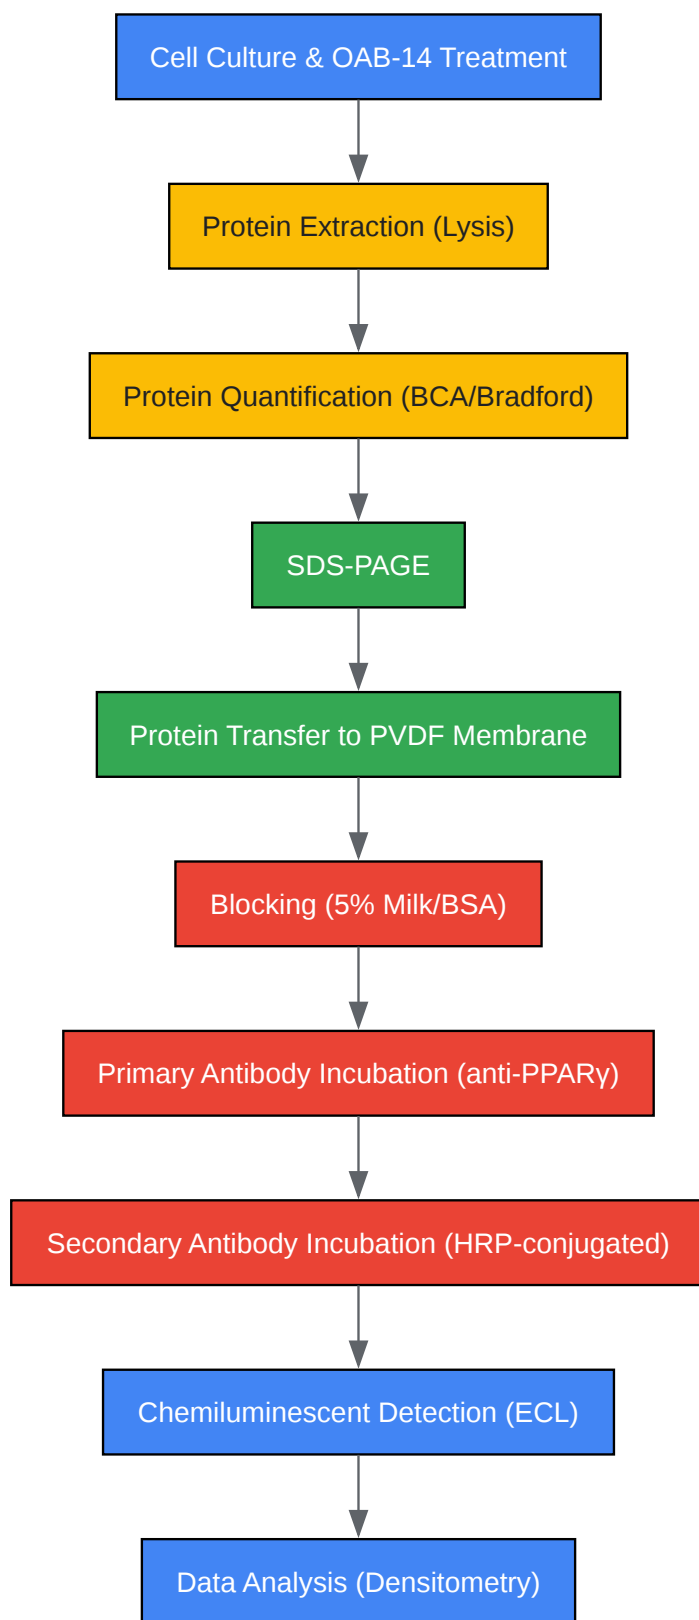 Cell Culture & OAB-14 Treatment
Protein Extraction (Lysis)
Protein Quantification (BCA/Bradford)
SDS-PAGE
Protein Transfer to PVDF Membrane
Blocking (5% Milk/BSA)
Primary Antibody Incubation (anti-PPARγ)
Secondary Antibody Incubation (HRP-conjugated)
Chemiluminescent Detection (ECL)
Data Analysis (Densitometry)